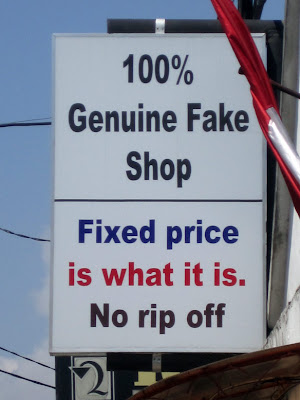 100%
Genuine Fake
Shop
Fixed price
is what it is.
No rip off